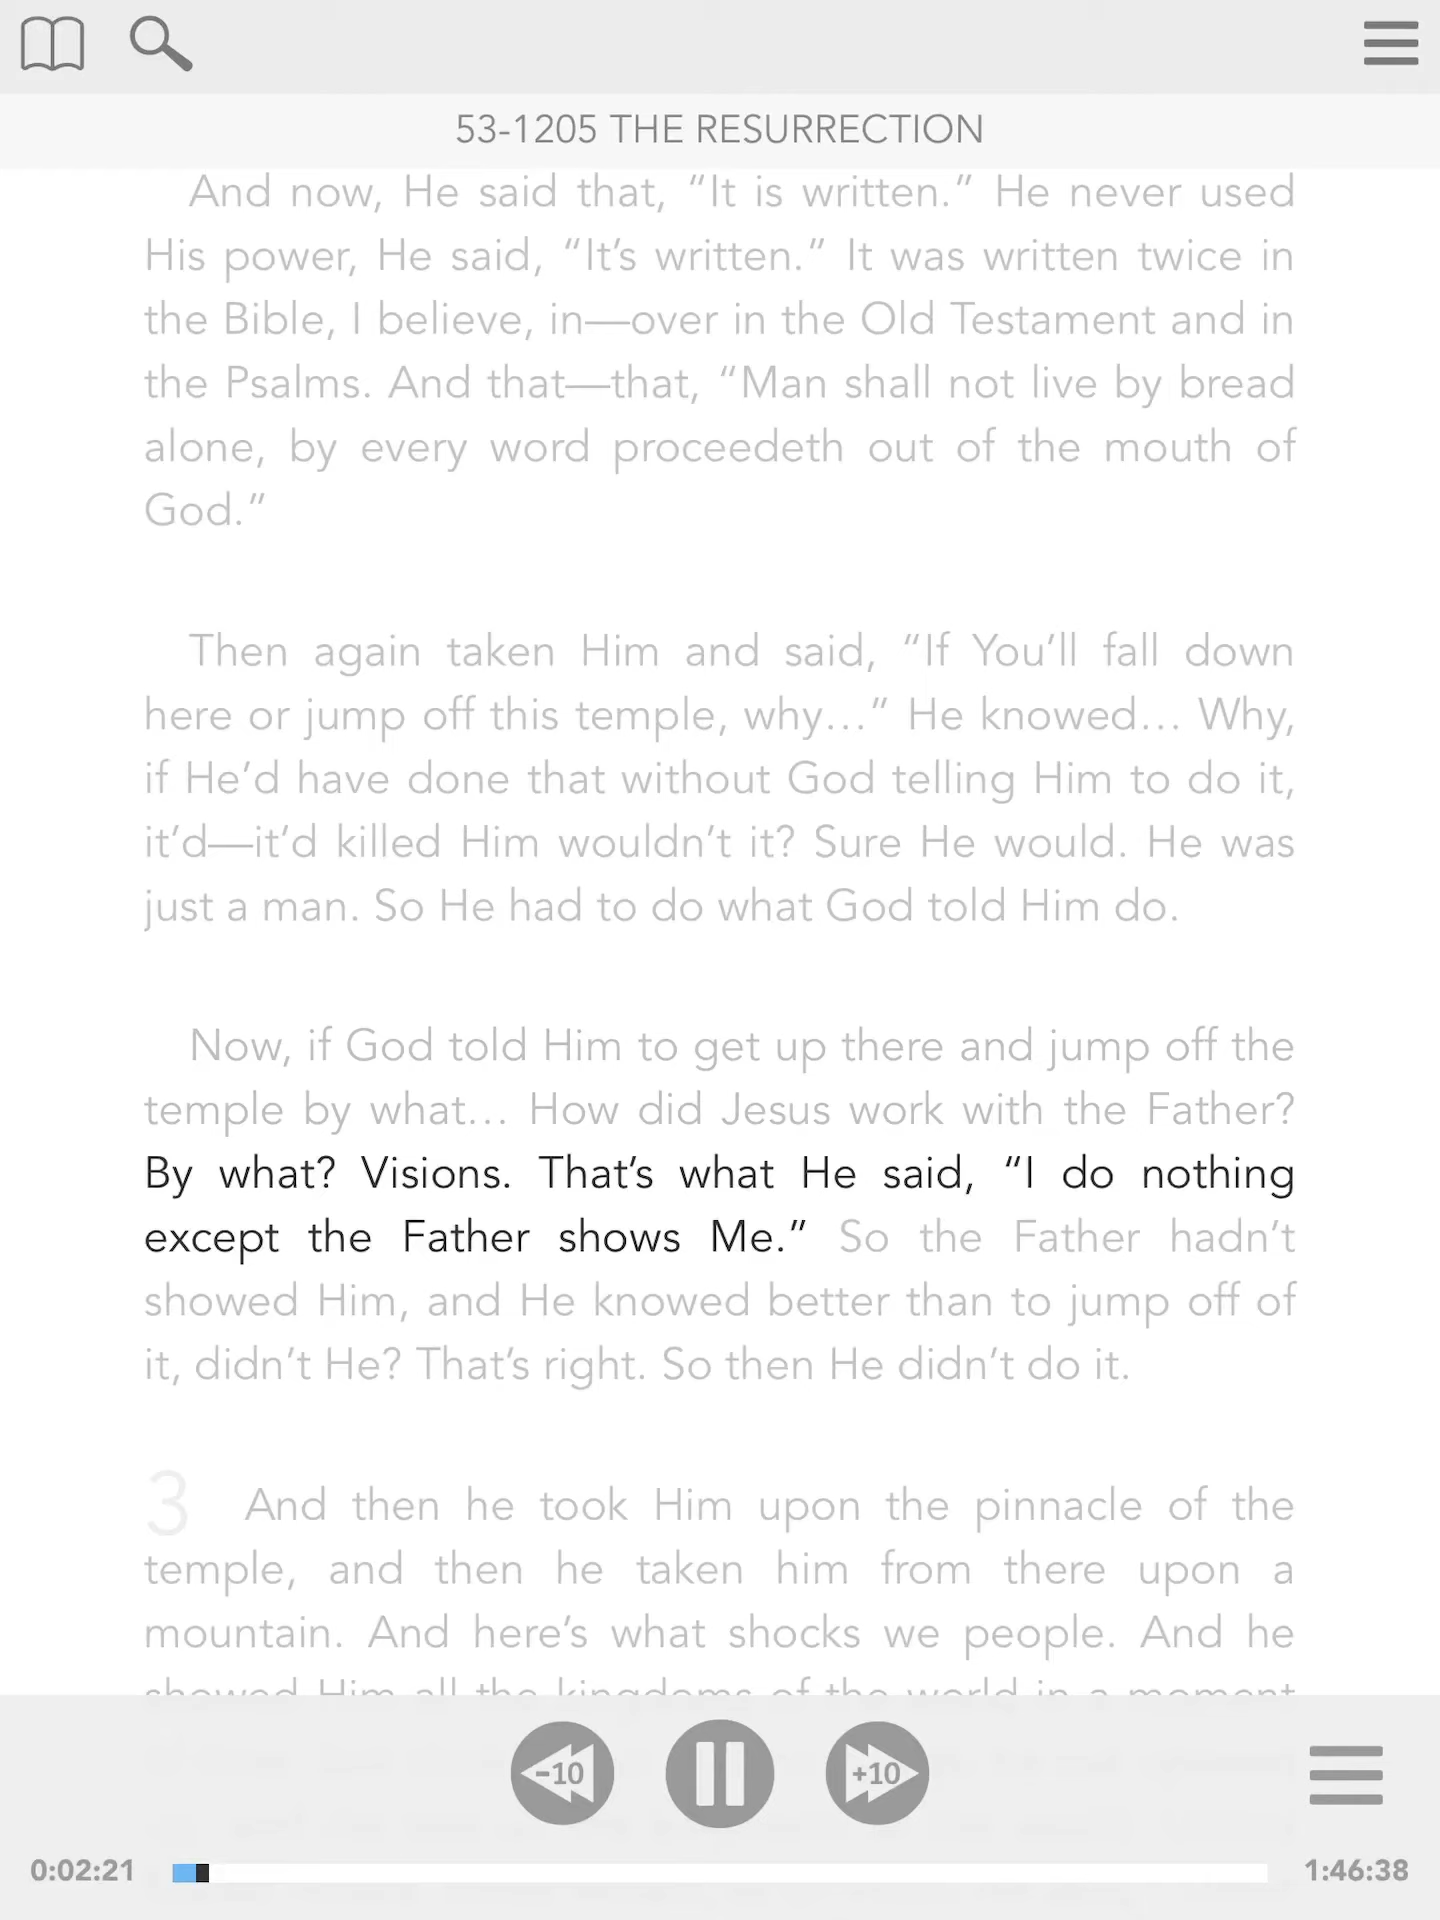 53-1205 THE RESURRECTION
And now, He said that, “It is written.” He never used
His power, He said, “It’s written.” It was written twice in
the Bible, I believe, in—over in the Old Testament and in
the Psalms. And that—that, “Man shall not live by bread
alone, by every word proceedeth out of the mouth of
God.”
Then again taken Him and said, “If You’ll fall down
here or jump off this temple, why…” He knowed… Why,
if He’d have done that without God telling Him to do it,
it’d—it’d killed Him wouldn’t it? Sure He would. He was
just a man. So He had to do what God told Him do.
Now, if God told Him to get up there and jump off the
temple by what… How did Jesus work with the Father?
By what? Visions. That’s what He said, “I do nothing
except the Father shows Me.” So the Father hadn’t
showed Him, and He knowed better than to jump off of
it, didn’t He? That’s right. So then He didn’t do it.
3 And then he took Him upon the pinnacle of the
temple, and then he taken him from there upon a
mountain. And here’s what shocks we people. And he
showed Him all the kingdoms of the world in a moment
-10 +10
0:02:21 1:46:38